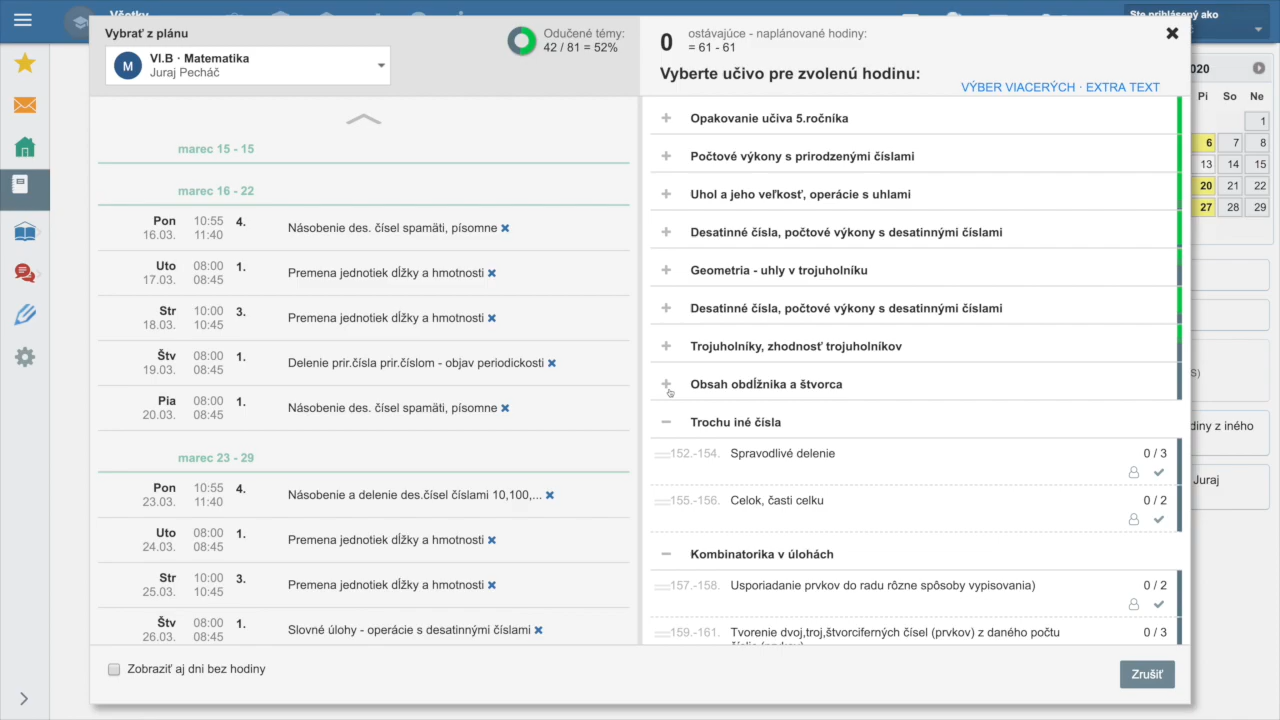 Všetky
Ste prihlásený ako
Vybrať z plánu
M
VI.B · Matematika
Juraj Pecháč
Odučené témy:
42 / 81 = 52%
0
ostávajúce - naplánované hodiny:
= 61 - 61
Vyberte učivo pre zvolenú hodinu:
VÝBER VIACERÝCH · EXTRA TEXT
marec 15 - 15
marec 16 - 22
Pon 10:55 4.
16.03. 11:40
Násobenie des. čísel spamäti, písomne
Uto 08:00 1.
17.03. 08:45
Premena jednotiek dĺžky a hmotnosti
Str 10:00 3.
18.03. 10:45
Premena jednotiek dĺžky a hmotnosti
Štv 08:00 1.
19.03. 08:45
Delenie prir.čísla prir.číslom - objav periodickosti
Pia 08:00 1.
20.03. 08:45
Násobenie des. čísel spamäti, písomne
marec 23 - 29
Pon 10:55 4.
23.03. 11:40
Násobenie a delenie des.čísel číslami 10,100,...
Uto 08:00 1.
24.03. 08:45
Premena jednotiek dĺžky a hmotnosti
Str 10:00 3.
25.03. 10:45
Premena jednotiek dĺžky a hmotnosti
Štv 08:00 1.
26.03. 08:45
Slovné úlohy - operácie s desatinnými číslami
Opakovanie učiva 5.ročníka
Počtové výkony s prirodzenými číslami
Uhol a jeho veľkosť, operácie s uhlami
Desatinné čísla, počtové výkony s desatinnými číslami
Geometria - uhly v trojuholníku
Desatinné čísla, počtové výkony s desatinnými číslami
Trojuholníky, zhodnosť trojuholníkov
Obsah obdĺžnika a štvorca
Trochu iné čísla
152.-154. Spravodlivé delenie 0 / 3
155.-156. Celok, časti celku 0 / 2
Kombinatorika v úlohách
157.-158. Usporiadanie prvkov do radu rôzne spôsoby vypisovania) 0 / 2
159.-161. Tvorenie dvoj,troj,štvorciferných čísel (prvkov) z daného počtu 0 / 3
Zobraziť aj dni bez hodiny
Zrušiť
020
Pi So Ne
1
6 7 8
13 14 15
20 21 22
27 28 29
s)
diny z iného
Juraj